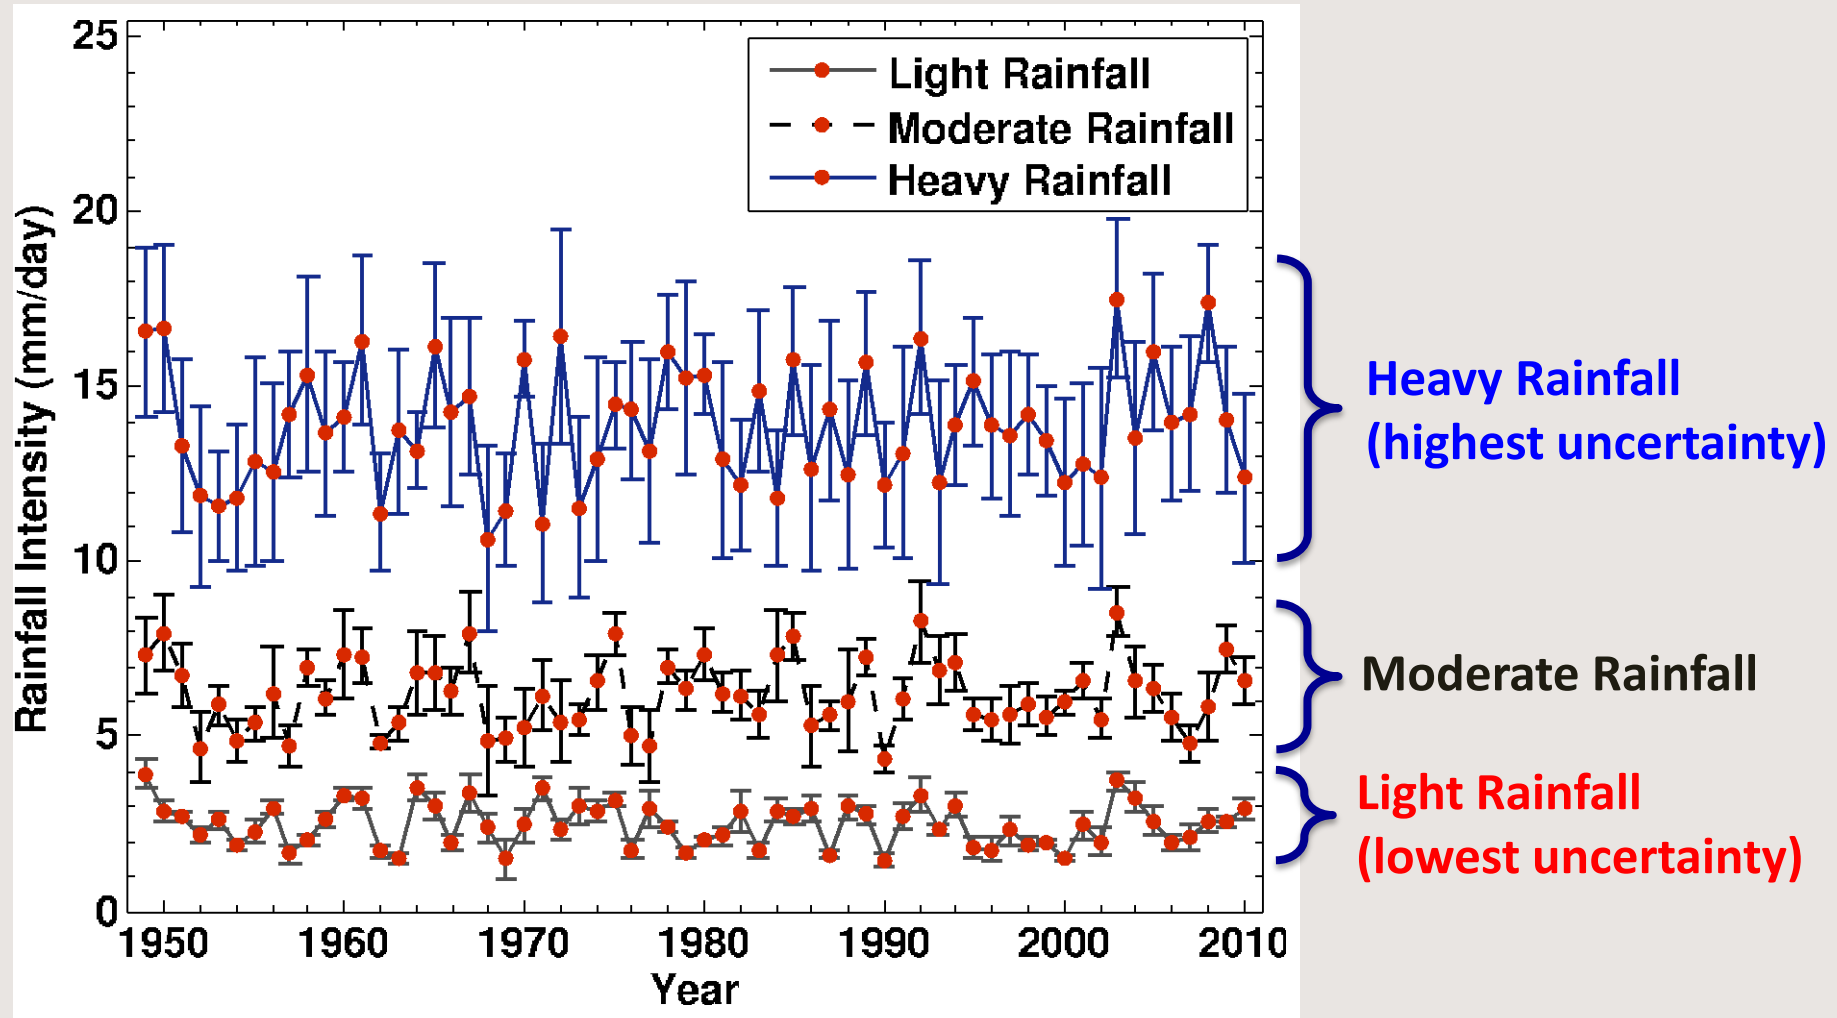 25
20
15
10
5
0
Rainfall Intensity (mm/day)
Light Rainfall
Moderate Rainfall
Heavy Rainfall
1950 1960 1970 1980 1990 2000 2010
Year
Heavy Rainfall
(highest uncertainty)
Moderate Rainfall
Light Rainfall
(lowest uncertainty)